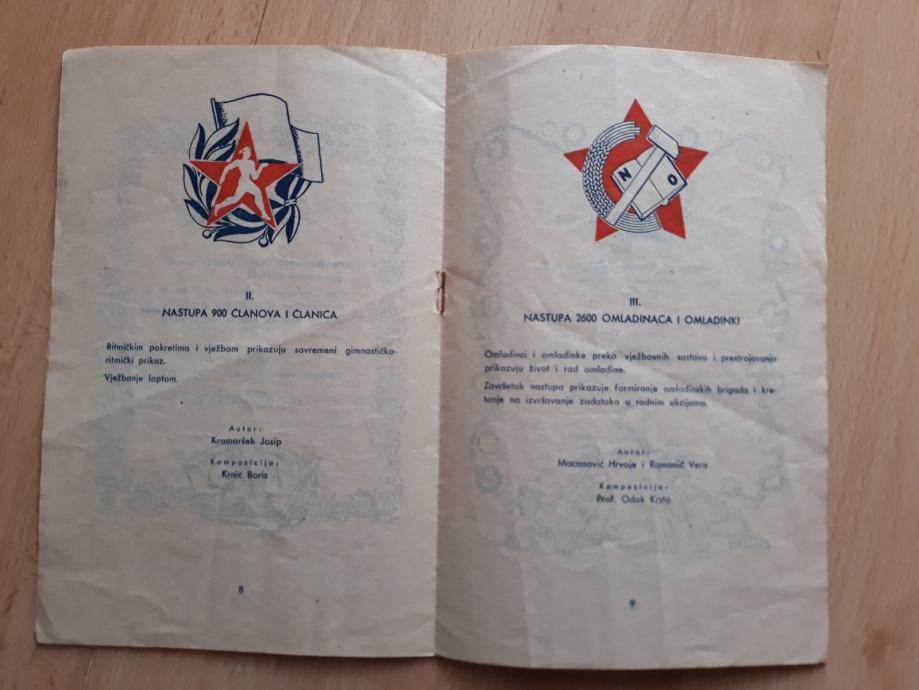 II.
NASTUPA 900 ČLANOVA I ČLANICA
Ritmičkim pokretima i vježbom prikazuju savremeni gimnastičko-
ritmički prikaz.
Vježbanje loptom.
Autor:
Kramaršek Josip
Kompozicija:
Krnic Boris
8
N O
III.
NASTUPA 2600 OMLADINACA I OMLADINKI
Omladinci i omladinke preko vježbovnih sastava i prestrojavanja
prikazuju život i rad omladine.
Završetak nastupa prikazuje formiranje omladinskih brigada i kre-
tanje na izvršavanje zadataka u radnim akcijama.
Autor:
Macanović Hrvoje i Romanić Vera
Kompozicija:
Prof. Odak Krsto
9